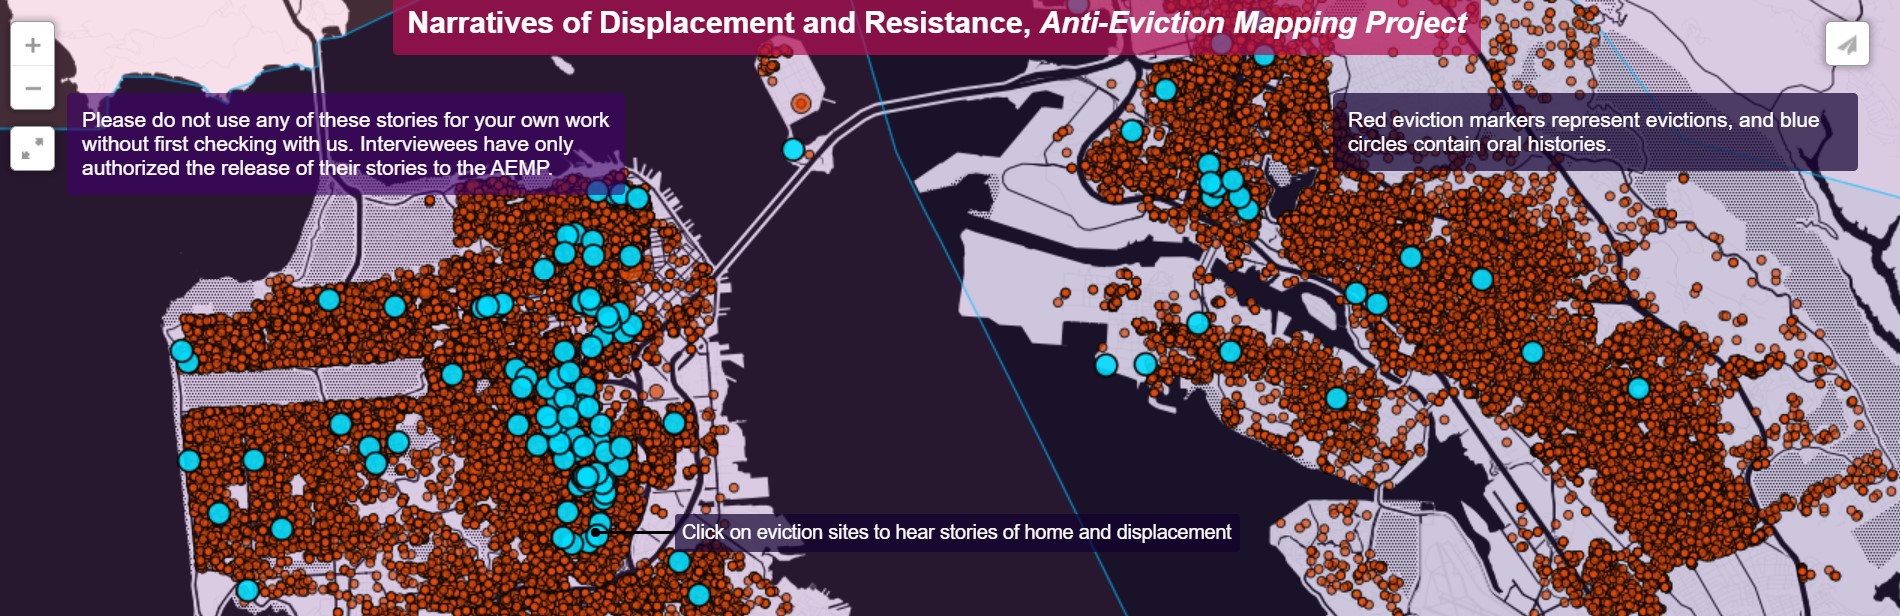 Narratives of Displacement and Resistance, Anti-Eviction Mapping Project
+
−
Please do not use any of these stories for your own work
without first checking with us. Interviewees have only
authorized the release of their stories to the AEMP.
Red eviction markers represent evictions, and blue
circles contain oral histories.
Click on eviction sites to hear stories of home and displacement